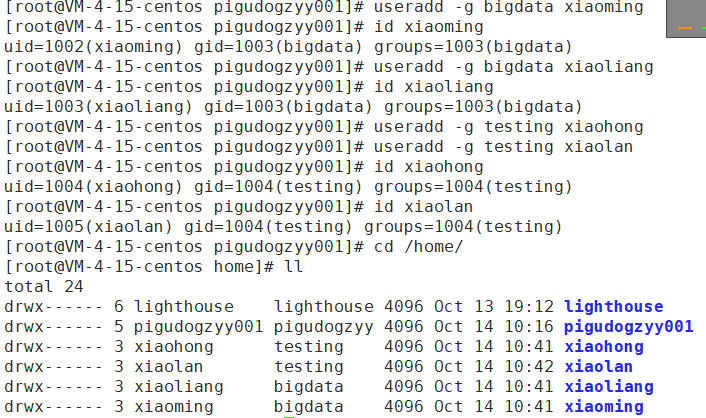 [root@VM-4-15-centos pigudogzyy001]# useradd -g bigdata xiaoming
[root@VM-4-15-centos pigudogzyy001]# id xiaoming
uid=1002(xiaoming) gid=1003(bigdata) groups=1003(bigdata)
[root@VM-4-15-centos pigudogzyy001]# useradd -g bigdata xiaoliang
[root@VM-4-15-centos pigudogzyy001]# id xiaoliang
uid=1003(xiaoliang) gid=1003(bigdata) groups=1003(bigdata)
[root@VM-4-15-centos pigudogzyy001]# useradd -g testing xiaohong
[root@VM-4-15-centos pigudogzyy001]# useradd -g testing xiaolan
[root@VM-4-15-centos pigudogzyy001]# id xiaohong
uid=1004(xiaohong) gid=1004(testing) groups=1004(testing)
[root@VM-4-15-centos pigudogzyy001]# id xiaolan
uid=1005(xiaolan) gid=1004(testing) groups=1004(testing)
[root@VM-4-15-centos pigudogzyy001]# cd /home/
[root@VM-4-15-centos home]# ll
total 24
drwx------ 6 lighthouse    lighthouse 4096 Oct 13 19:12 lighthouse
drwx------ 5 pigudogzyy001 pigudogzyy 4096 Oct 14 10:16 pigudogzyy001
drwx------ 3 xiaohong      testing    4096 Oct 14 10:41 xiaohong
drwx------ 3 xiaolan       testing    4096 Oct 14 10:42 xiaolan
drwx------ 3 xiaoliang     bigdata    4096 Oct 14 10:41 xiaoliang
drwx------ 3 xiaoming      bigdata    4096 Oct 14 10:41 xiaoming